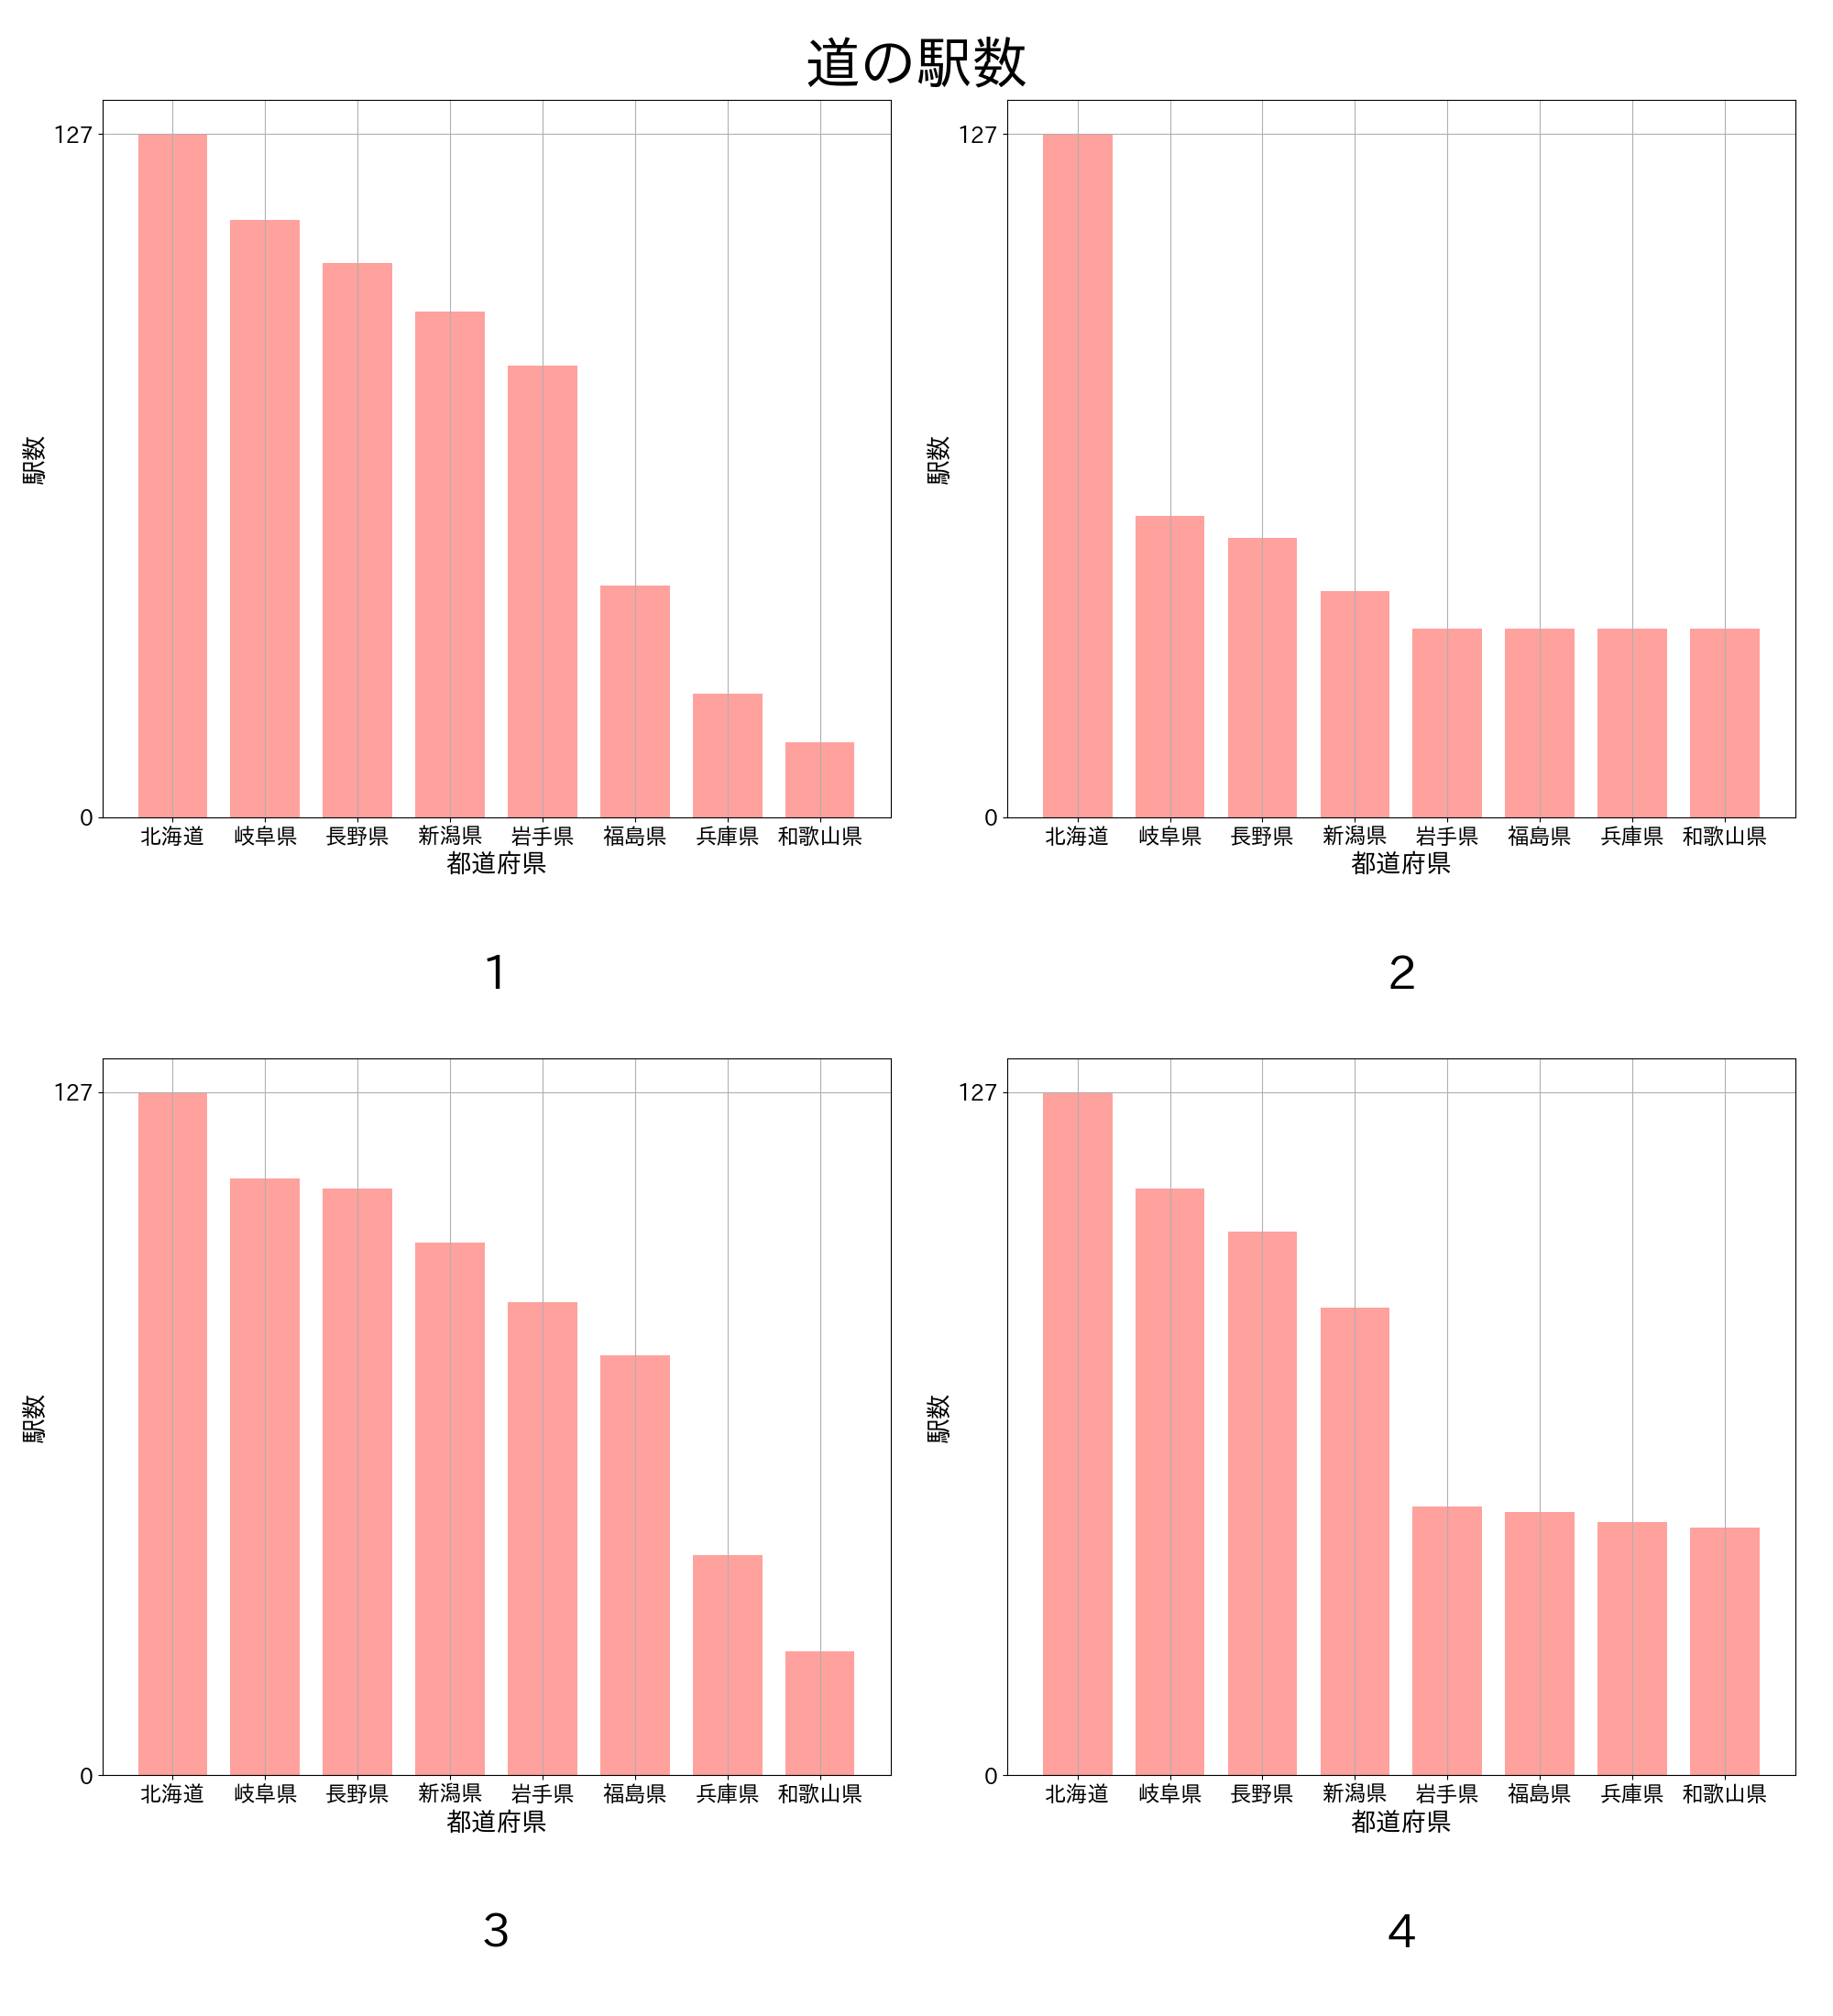 道の駅数
127
0
駅数
北海道 岐阜県 長野県 新潟県 岩手県 福島県 兵庫県 和歌山県
都道府県
1
127
0
駅数
北海道 岐阜県 長野県 新潟県 岩手県 福島県 兵庫県 和歌山県
都道府県
2
127
0
駅数
北海道 岐阜県 長野県 新潟県 岩手県 福島県 兵庫県 和歌山県
都道府県
3
127
0
駅数
北海道 岐阜県 長野県 新潟県 岩手県 福島県 兵庫県 和歌山県
都道府県
4